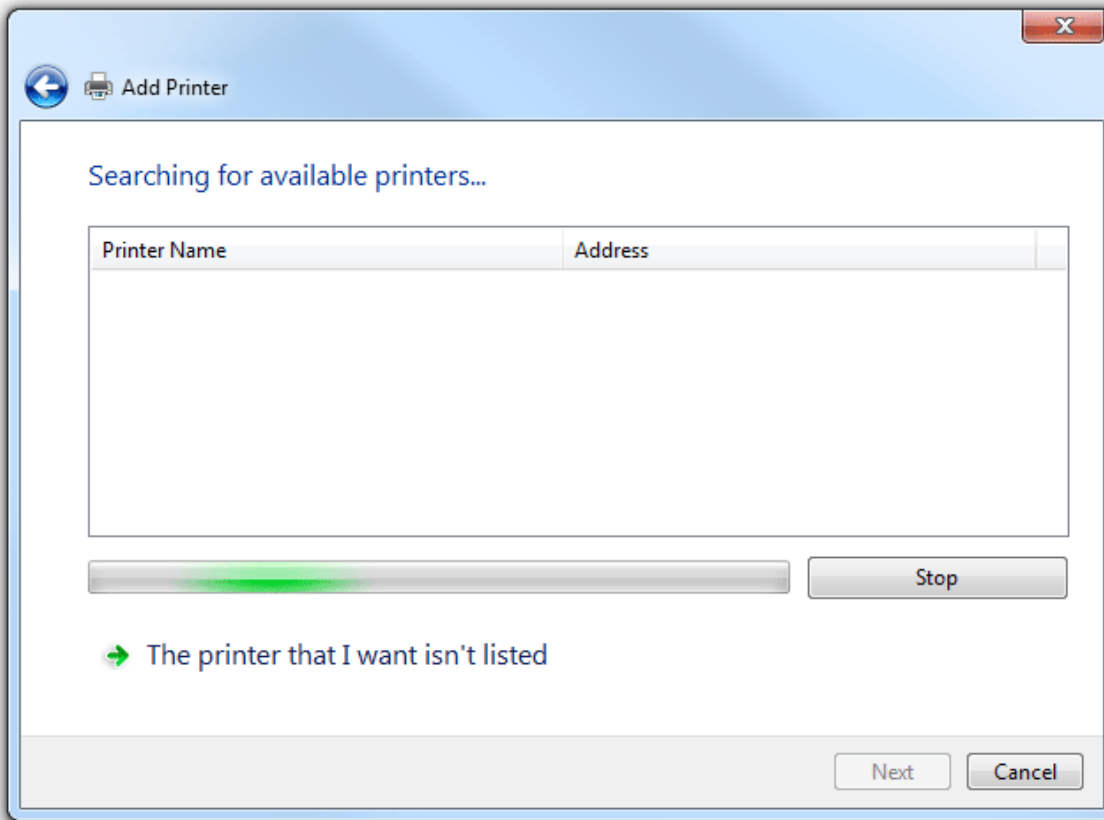 Add Printer
Searching for available printers...
Printer Name Address
Stop
The printer that I want isn't listed
Next Cancel